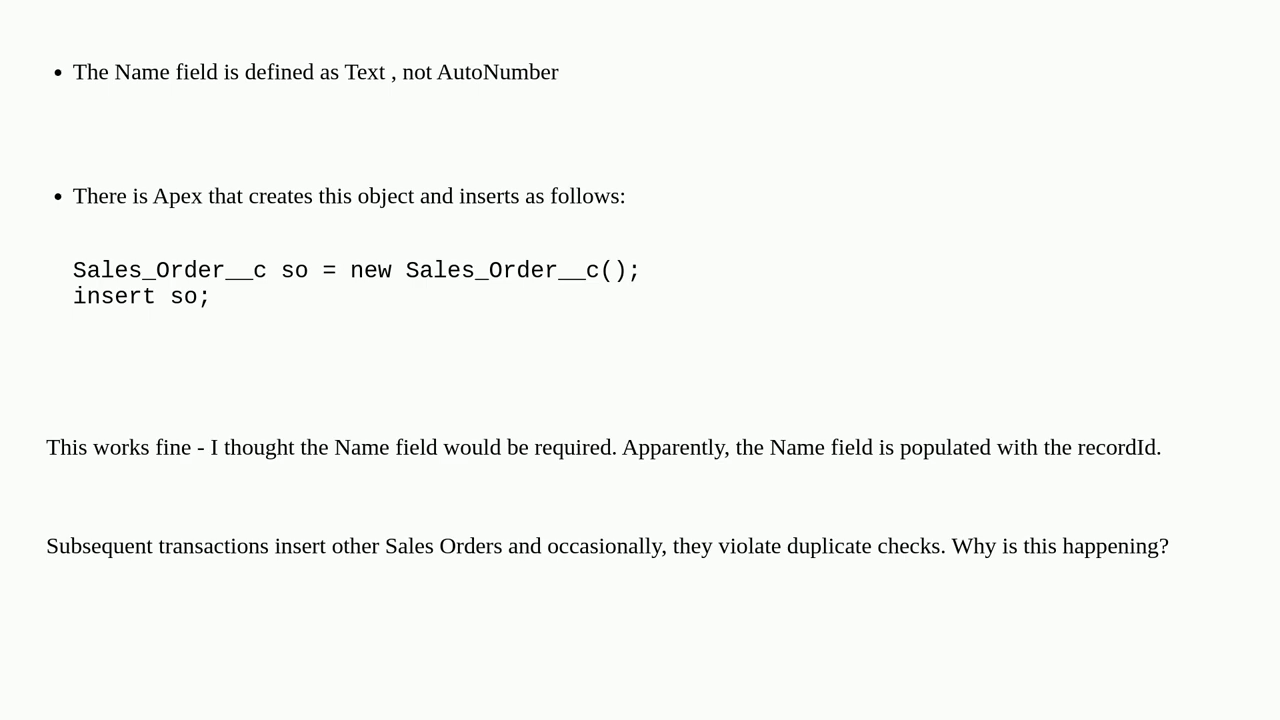 • The Name field is defined as Text , not AutoNumber
• There is Apex that creates this object and inserts as follows:
Sales_Order__c so = new Sales_Order__c();
insert so;
This works fine - I thought the Name field would be required. Apparently, the Name field is populated with the recordId.
Subsequent transactions insert other Sales Orders and occasionally, they violate duplicate checks. Why is this happening?